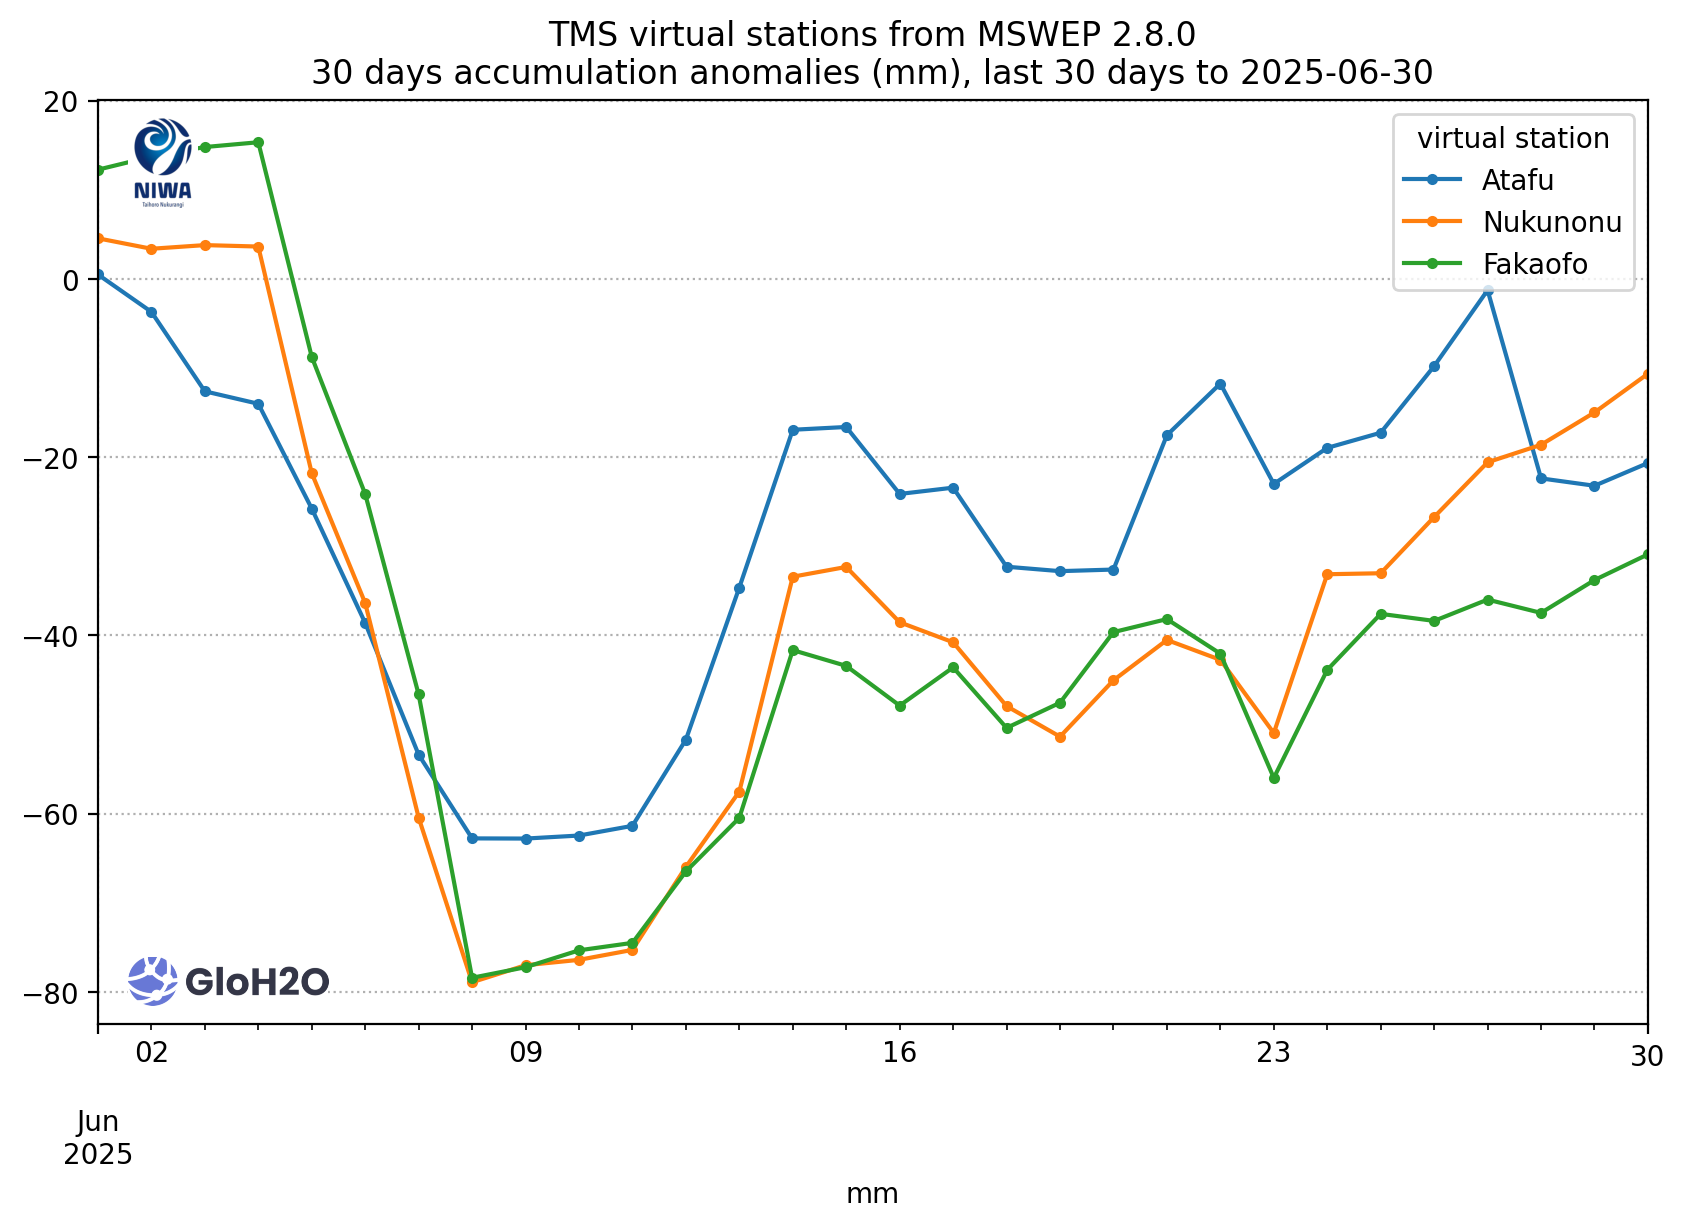 TMS virtual stations from MSWEP 2.8.0
30 days accumulation anomalies (mm), last 30 days to 2025-06-30
20
0
−20
−40
−60
−80
NIWA
Taihoro Nukurangi
virtual station
Atafu
Nukunonu
Fakaofo
GloH2O
02
09
16
23
30
Jun
2025
mm